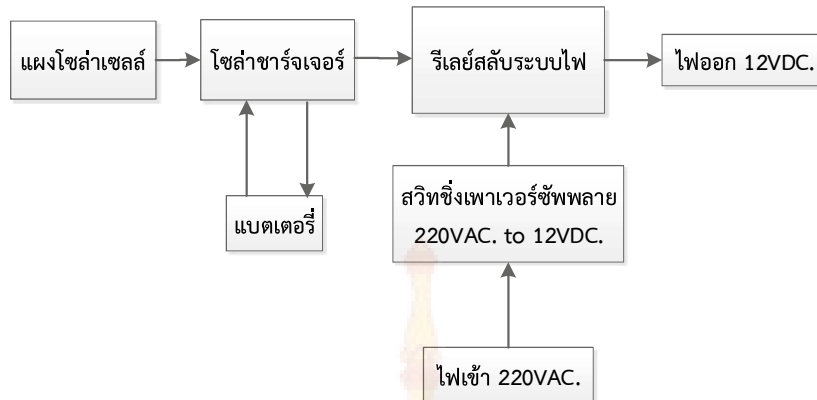 แผงโซล่าเซลล์
โซล่าชาร์จเจอร์
รีเลย์สลับระบบไฟ
ไฟออก 12VDC.
แบตเตอรี่
สวิทชิ่งเพาเวอร์ซัพพลาย
220VAC. to 12VDC.
ไฟเข้า 220VAC.